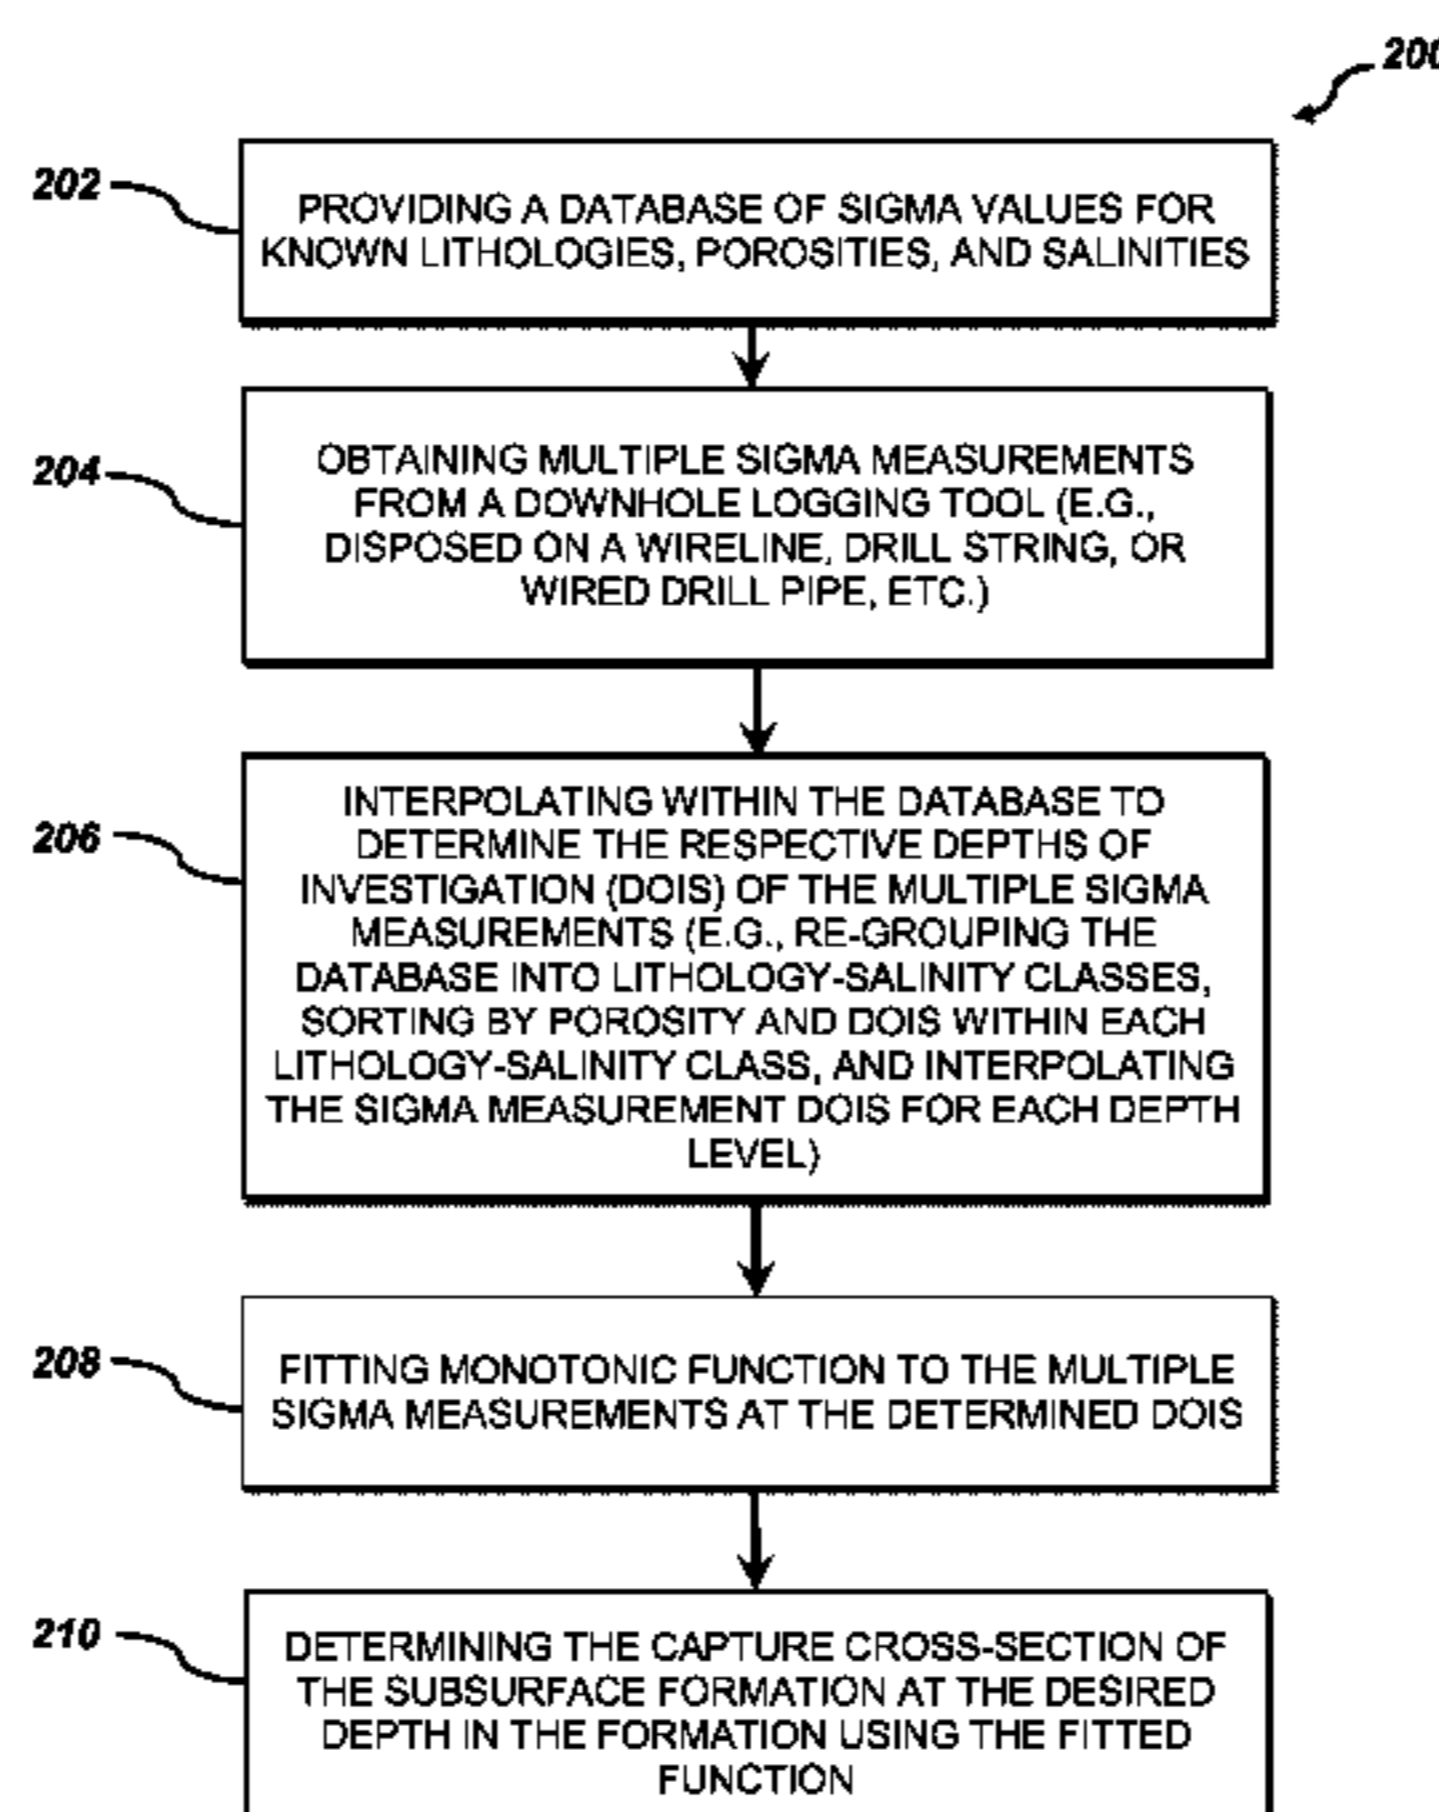 200
202
PROVIDING A DATABASE OF SIGMA VALUES FOR
KNOWN LITHOLOGIES, POROSITIES, AND SALINITIES
204
OBTAINING MULTIPLE SIGMA MEASUREMENTS
FROM A DOWNHOLE LOGGING TOOL (E.G.,
DISPOSED ON A WIRELINE, DRILL STRING, OR
WIRED DRILL PIPE, ETC.)
206
INTERPOLATING WITHIN THE DATABASE TO
DETERMINE THE RESPECTIVE DEPTHS OF
INVESTIGATION (DOIS) OF THE MULTIPLE SIGMA
MEASUREMENTS (E.G., RE-GROUPING THE
DATABASE INTO LITHOLOGY-SALINITY CLASSES,
SORTING BY POROSITY AND DOIS WITHIN EACH
LITHOLOGY-SALINITY CLASS, AND INTERPOLATING
THE SIGMA MEASUREMENT DOIS FOR EACH DEPTH
LEVEL)
208
FITTING MONOTONIC FUNCTION TO THE MULTIPLE
SIGMA MEASUREMENTS AT THE DETERMINED DOIS
210
DETERMINING THE CAPTURE CROSS-SECTION OF
THE SUBSURFACE FORMATION AT THE DESIRED
DEPTH IN THE FORMATION USING THE FITTED
FUNCTION